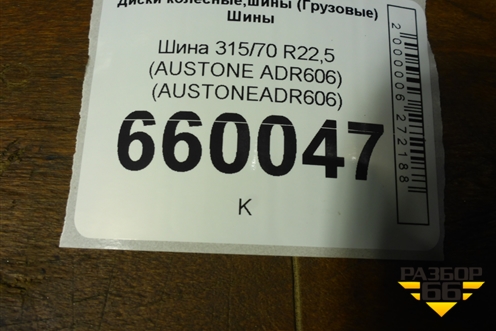 Диски колесные,шины (Грузовые)
Шины
Шина 315/70 R22,5
(AUSTONE ADR606)
(AUSTONEADR606)
660047
K
2000006272188
РАЗБОР
66